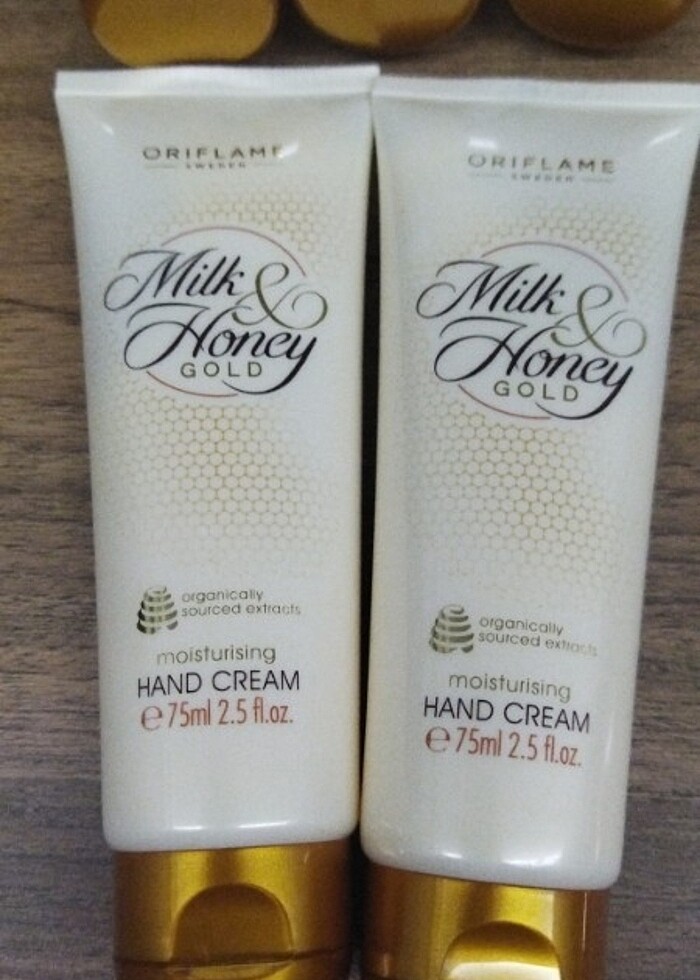 ORIFLAME
SWEDEN
Milk &
Honey
GOLD
organically
sourced extracts
moisturising
HAND CREAM
℮ 75ml 2.5 fl.oz.
ORIFLAME
SWEDEN
Milk &
Honey
GOLD
organically
sourced extracts
moisturising
HAND CREAM
℮ 75ml 2.5 fl.oz.